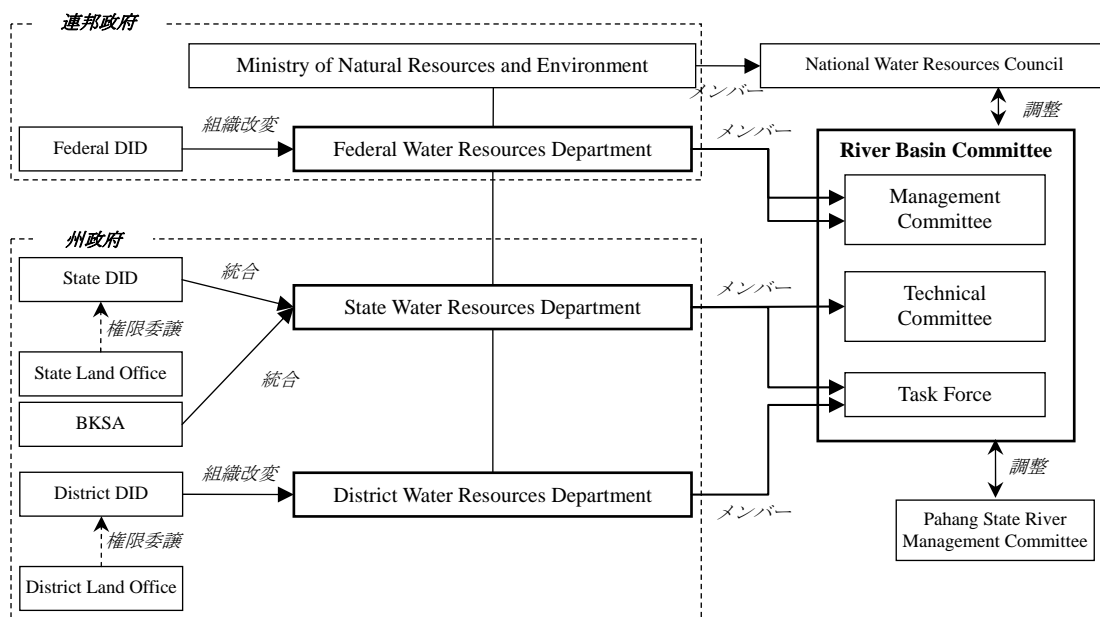 連邦政府
Ministry of Natural Resources and Environment
National Water Resources Council
メンバー
調整
組織改変
メンバー
Federal DID
Federal Water Resources Department
River Basin Committee
Management
Committee
州政府
State DID
統合
State Water Resources Department
メンバー
Technical
Committee
権限委譲
State Land Office
統合
BKSA
Task Force
組織改変
District DID
District Water Resources Department
メンバー
調整
権限委譲
Pahang State River
Management Committee
District Land Office